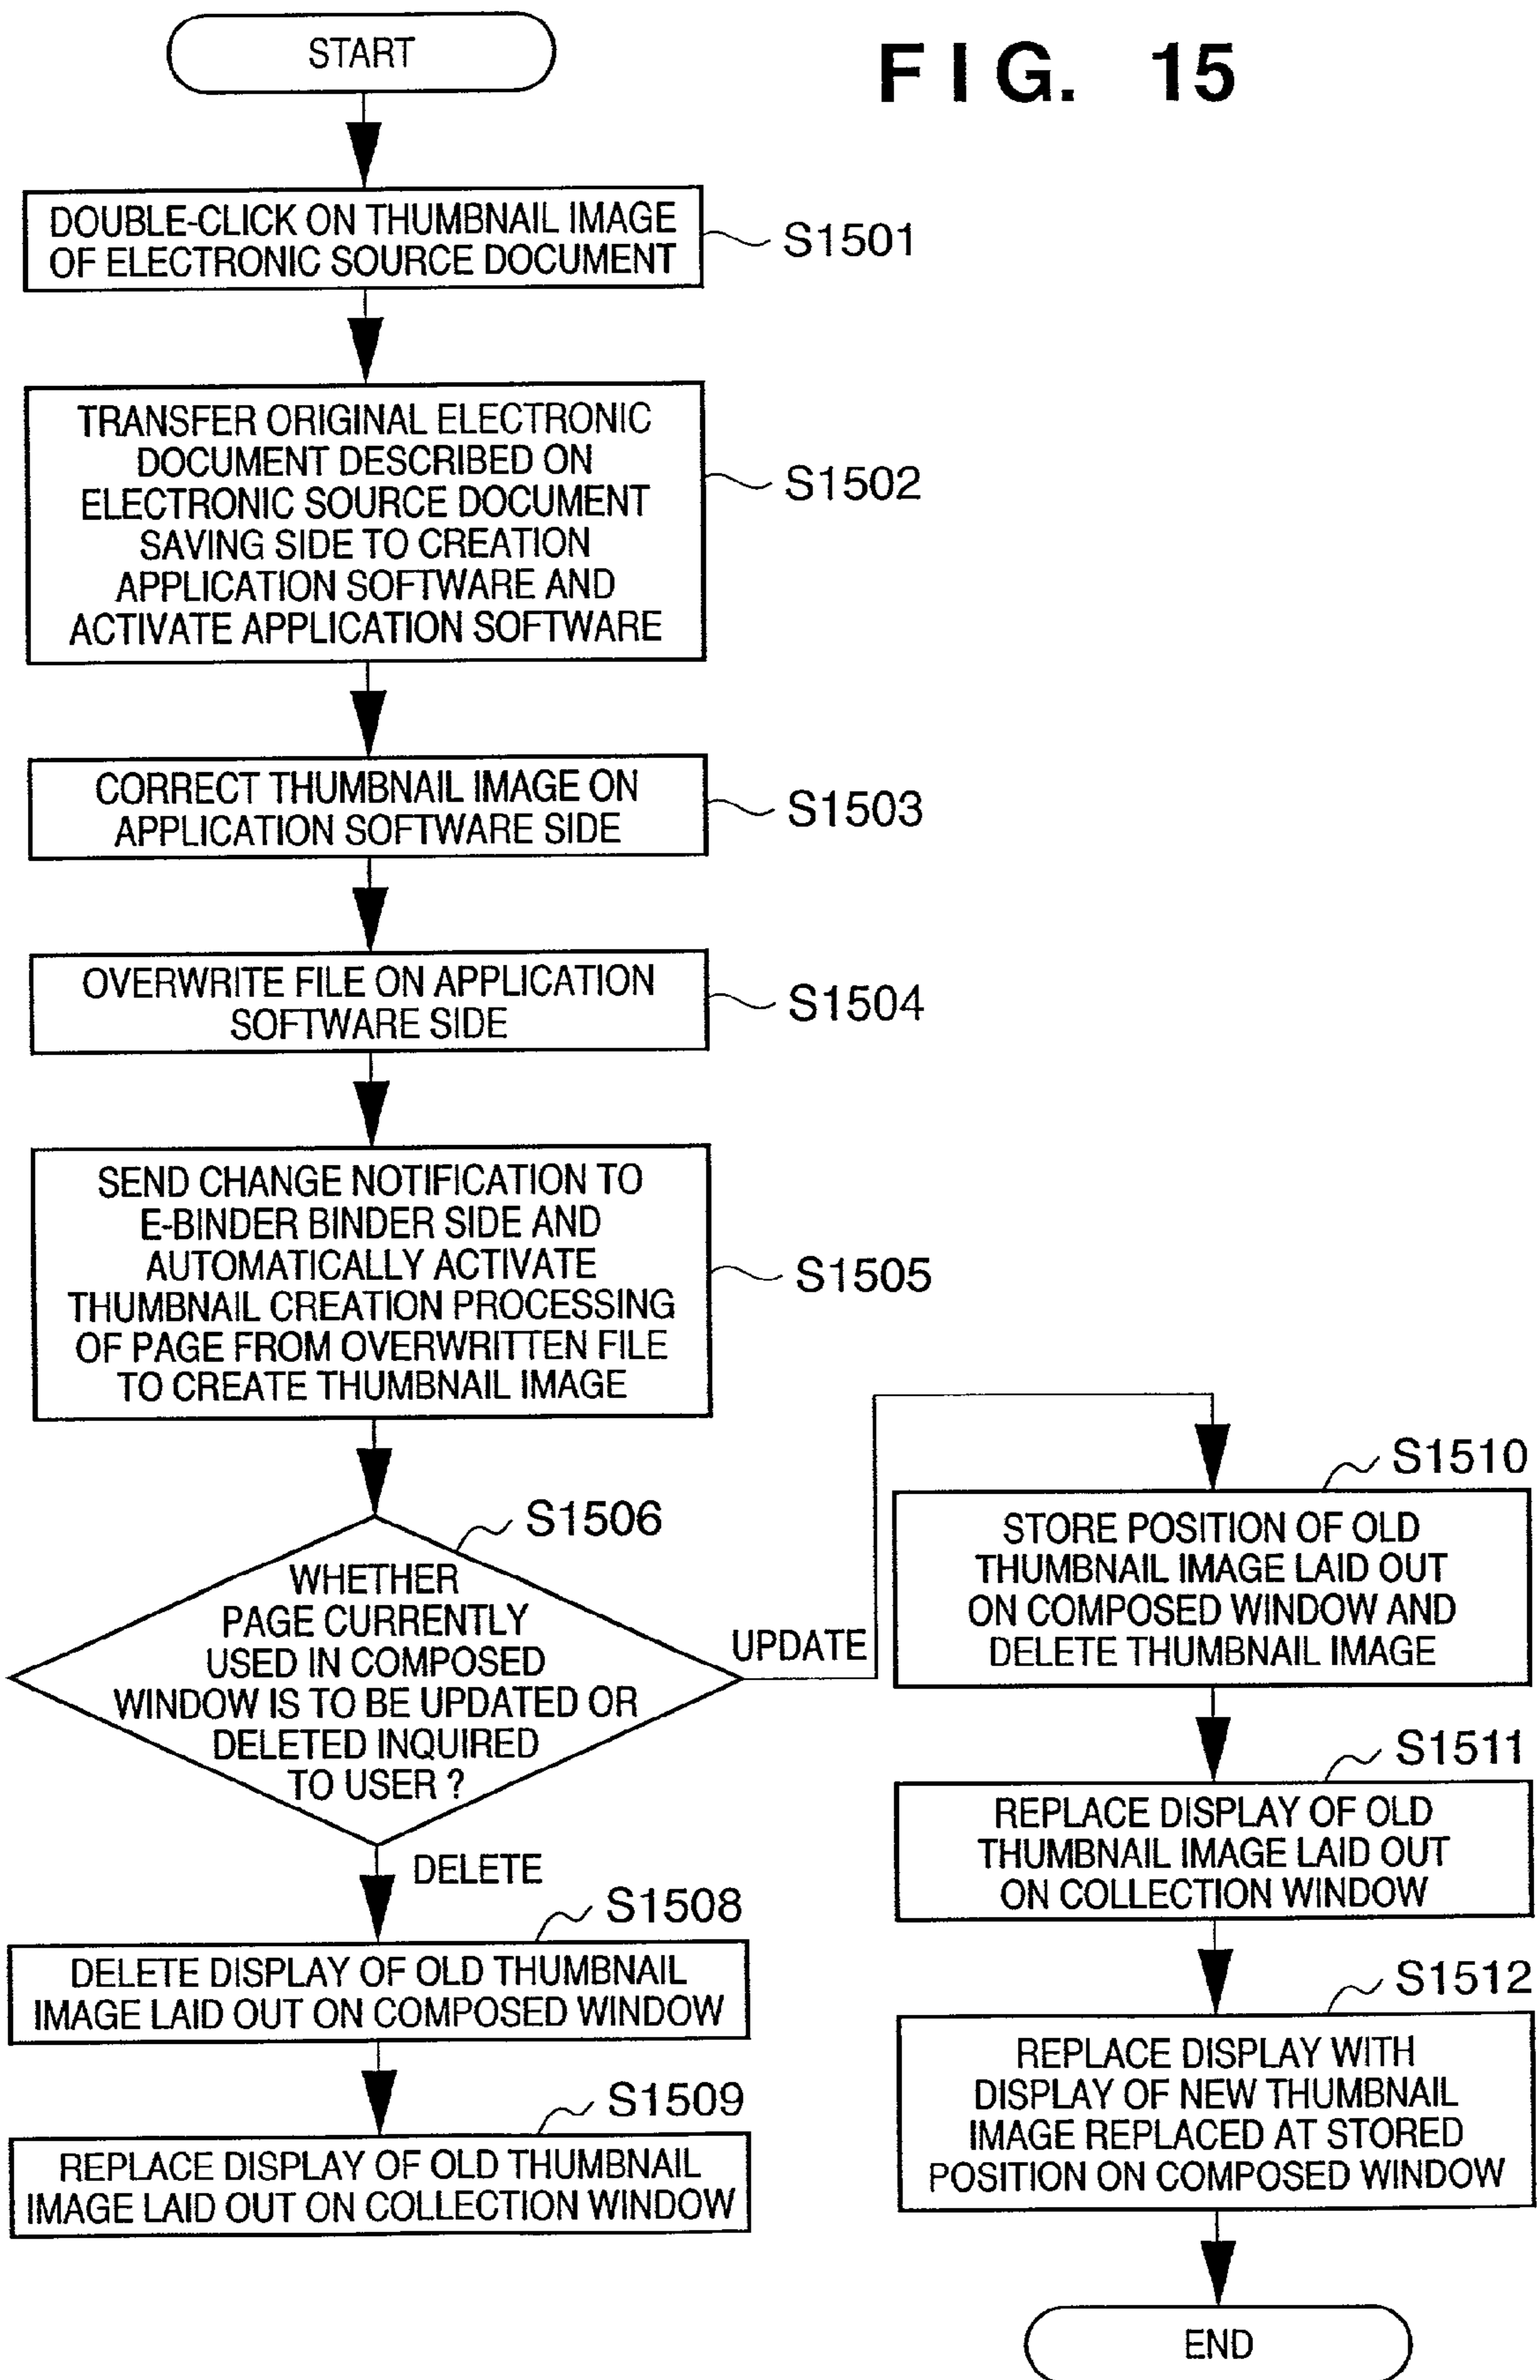 FIG. 15
START
DOUBLE-CLICK ON THUMBNAIL IMAGE
OF ELECTRONIC SOURCE DOCUMENT
S1501
TRANSFER ORIGINAL ELECTRONIC
DOCUMENT DESCRIBED ON
ELECTRONIC SOURCE DOCUMENT
SAVING SIDE TO CREATION
APPLICATION SOFTWARE AND
ACTIVATE APPLICATION SOFTWARE
S1502
CORRECT THUMBNAIL IMAGE ON
APPLICATION SOFTWARE SIDE
S1503
OVERWRITE FILE ON APPLICATION
SOFTWARE SIDE
S1504
SEND CHANGE NOTIFICATION TO
E-BINDER BINDER SIDE AND
AUTOMATICALLY ACTIVATE
THUMBNAIL CREATION PROCESSING
OF PAGE FROM OVERWRITTEN FILE
TO CREATE THUMBNAIL IMAGE
S1505
S1506
WHETHER
PAGE CURRENTLY
USED IN COMPOSED
WINDOW IS TO BE UPDATED OR
DELETED INQUIRED
TO USER ?
UPDATE
DELETE
S1508
DELETE DISPLAY OF OLD THUMBNAIL
IMAGE LAID OUT ON COMPOSED WINDOW
S1509
REPLACE DISPLAY OF OLD THUMBNAIL
IMAGE LAID OUT ON COLLECTION WINDOW
S1510
STORE POSITION OF OLD
THUMBNAIL IMAGE LAID OUT
ON COMPOSED WINDOW AND
DELETE THUMBNAIL IMAGE
S1511
REPLACE DISPLAY OF OLD
THUMBNAIL IMAGE LAID OUT
ON COLLECTION WINDOW
S1512
REPLACE DISPLAY WITH
DISPLAY OF NEW THUMBNAIL
IMAGE REPLACED AT STORED
POSITION ON COMPOSED WINDOW
END